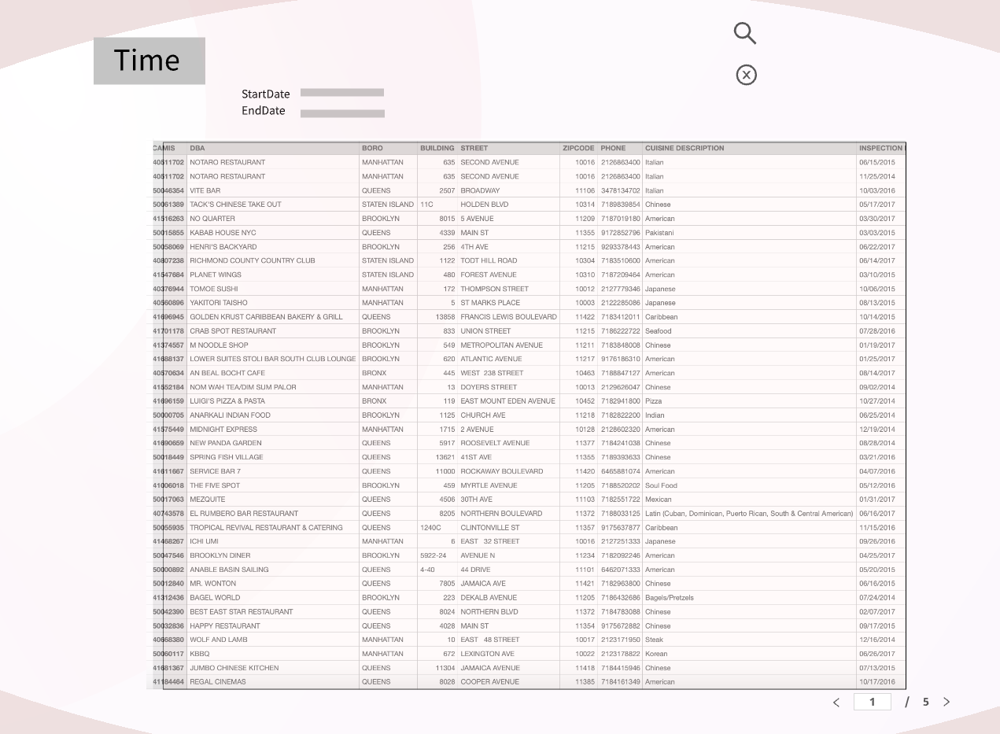 Time
StartDate
EndDate
CAMIS DBA BORO BUILDING STREET ZIPCODE PHONE CUISINE DESCRIPTION INSPECTION
40511702 NOTARO RESTAURANT MANHATTAN 635 SECOND AVENUE 10016 2126863400 Italian 06/15/2015
40511702 NOTARO RESTAURANT MANHATTAN 635 SECOND AVENUE 10016 2126863400 Italian 11/25/2014
50046354 VITE BAR QUEENS 2507 BROADWAY 11106 3478134702 Italian 10/03/2016
50061389 TACK'S CHINESE TAKE OUT STATEN ISLAND 11C HOLDEN BLVD 10314 7189839854 Chinese 05/17/2017
41516263 NO QUARTER BROOKLYN 8015 5 AVENUE 11209 7187019180 American 03/30/2017
50015855 KABAB HOUSE NYC QUEENS 4339 MAIN ST 11355 9172852796 Pakistani 03/03/2015
50058069 HENRI'S BACKYARD BROOKLYN 256 4TH AVE 11215 9293378443 American 06/22/2017
40807238 RICHMOND COUNTY COUNTRY CLUB STATEN ISLAND 1122 TODT HILL ROAD 10304 7183510600 American 06/14/2017
41547684 PLANET WINGS STATEN ISLAND 480 FOREST AVENUE 10310 7187209464 American 03/10/2015
40376944 TOMOE SUSHI MANHATTAN 172 THOMPSON STREET 10012 2127779346 Japanese 10/06/2015
40560896 YAKITORI TAISHO MANHATTAN 5 ST MARKS PLACE 10003 2122285086 Japanese 08/13/2015
41696945 GOLDEN KRUST CARIBBEAN BAKERY & GRILL QUEENS 13858 FRANCIS LEWIS BOULEVARD 11422 7183412011 Caribbean 10/14/2015
41701178 CRAB SPOT RESTAURANT BROOKLYN 833 UNION STREET 11215 7186222722 Seafood 07/28/2016
41374557 M NOODLE SHOP BROOKLYN 549 METROPOLITAN AVENUE 11211 7183848008 Chinese 01/19/2017
41688137 LOWER SUITES STOLI BAR SOUTH CLUB LOUNGE BROOKLYN 620 ATLANTIC AVENUE 11217 9176186310 American 01/25/2017
40570634 AN BEAL BOCHT CAFE BRONX 445 WEST 238 STREET 10463 7188847127 American 08/14/2017
41552184 NOM WAH TEA/DIM SUM PALOR MANHATTAN 13 DOYERS STREET 10013 2129626047 Chinese 09/02/2014
41696159 LUIGI'S PIZZA & PASTA BRONX 119 EAST MOUNT EDEN AVENUE 10452 7182941800 Pizza 10/27/2014
50000705 ANARKALI INDIAN FOOD BROOKLYN 1125 CHURCH AVE 11218 7182822200 Indian 06/25/2014
41575449 MIDNIGHT EXPRESS MANHATTAN 1715 2 AVENUE 10128 2128602320 American 12/19/2014
41690659 NEW PANDA GARDEN QUEENS 5917 ROOSEVELT AVENUE 11377 7184241038 Chinese 08/28/2014
50018449 SPRING FISH VILLAGE QUEENS 13621 41ST AVE 11355 7189393633 Chinese 03/21/2016
41611667 SERVICE BAR 7 QUEENS 11000 ROCKAWAY BOULEVARD 11420 6465881074 American 04/07/2016
41006018 THE FIVE SPOT BROOKLYN 459 MYRTLE AVENUE 11205 7188520202 Soul Food 05/12/2016
50017063 MEZQUITE QUEENS 4506 30TH AVE 11103 7182551722 Mexican 01/31/2017
40743578 EL RUMBERO BAR RESTAURANT QUEENS 8205 NORTHERN BOULEVARD 11372 7188033125 Latin (Cuban, Dominican, Puerto Rican, South & Central American) 06/16/2017
50055935 TROPICAL REVIVAL RESTAURANT & CATERING QUEENS 1240C CLINTONVILLE ST 11357 9175637877 Caribbean 11/15/2016
41468267 ICHI UMI MANHATTAN 6 EAST 32 STREET 10016 2127251333 Japanese 09/26/2016
50047546 BROOKLYN DINER BROOKLYN 5922-24 AVENUE N 11234 7182092246 American 04/25/2017
50000892 ANABLE BASIN SAILING QUEENS 4-40 44 DRIVE 11101 6462071333 American 05/20/2015
50012840 MR. WONTON QUEENS 7805 JAMAICA AVE 11421 7182963800 Chinese 06/16/2015
41312436 BAGEL WORLD BROOKLYN 223 DEKALB AVENUE 11205 7186432686 Bagels/Pretzels 07/24/2014
50042390 BEST EAST STAR RESTAURANT QUEENS 8024 NORTHERN BLVD 11372 7184783088 Chinese 02/07/2017
50032836 HAPPY RESTAURANT QUEENS 4028 MAIN ST 11354 9175672882 Chinese 09/17/2015
40668380 WOLF AND LAMB MANHATTAN 10 EAST 48 STREET 10017 2123171950 Steak 12/16/2014
50060117 KBBQ MANHATTAN 672 LEXINGTON AVE 10022 2123178822 Korean 06/26/2017
41681367 JUMBO CHINESE KITCHEN QUEENS 11304 JAMAICA AVENUE 11418 7184415946 Chinese 07/13/2015
41184464 REGAL CINEMAS QUEENS 8028 COOPER AVENUE 11385 7184161349 American 10/17/2016
1 / 5